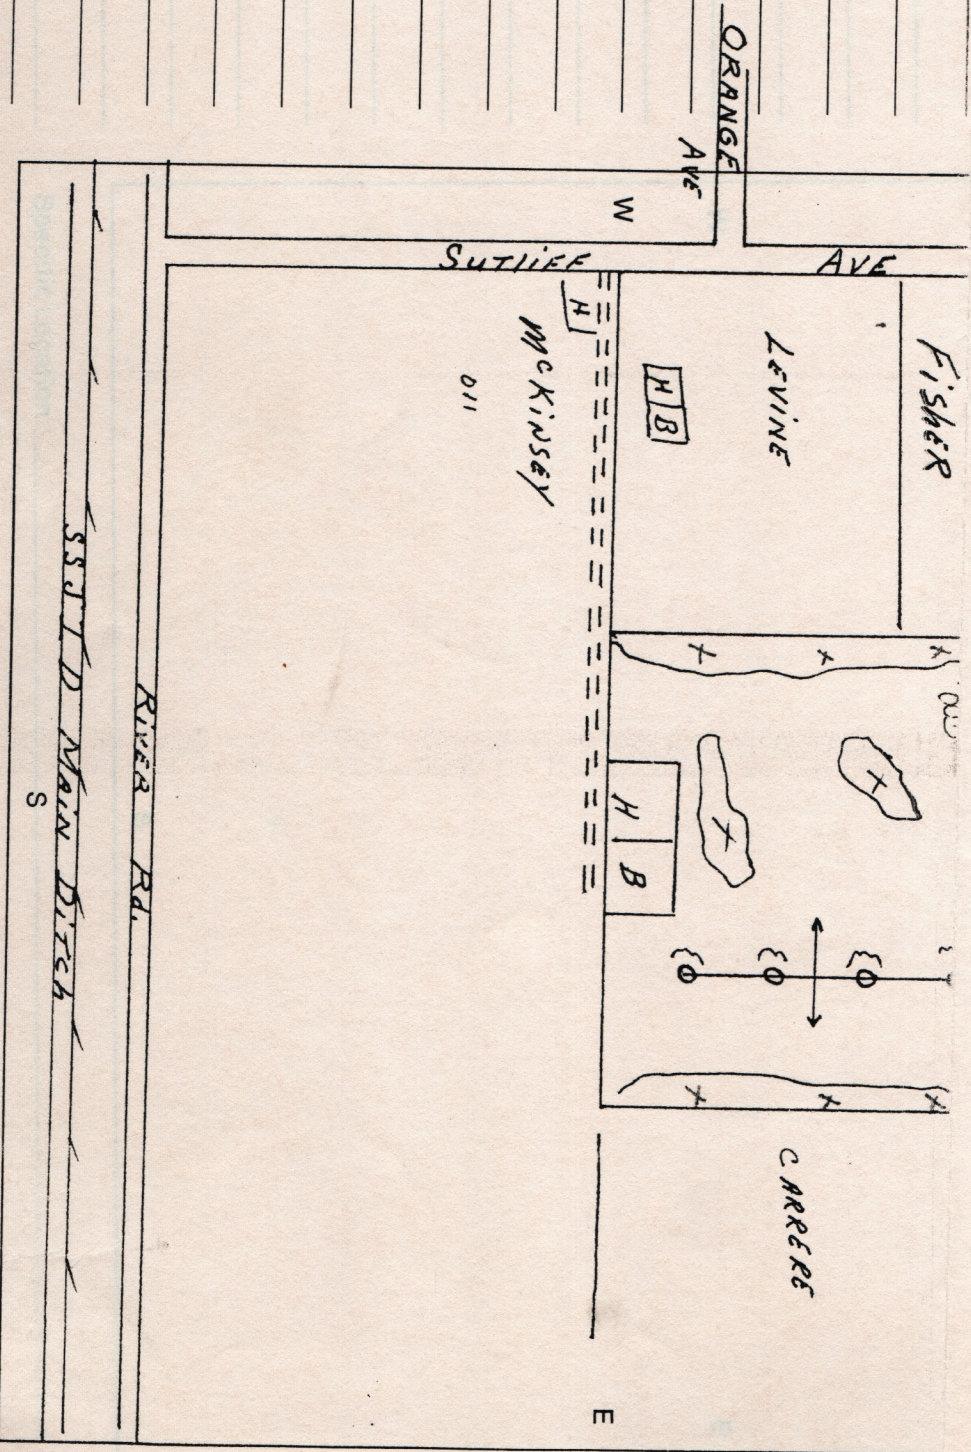 ORANGE
AVE
W
SUTLIFF AVE
FISHER
LEVINE
H B
H
MCKINSEY
011
X X X
X
X
H B
X X X
CARRERE
E
RIVER Rd.
SSJID MAIN DITCH
S